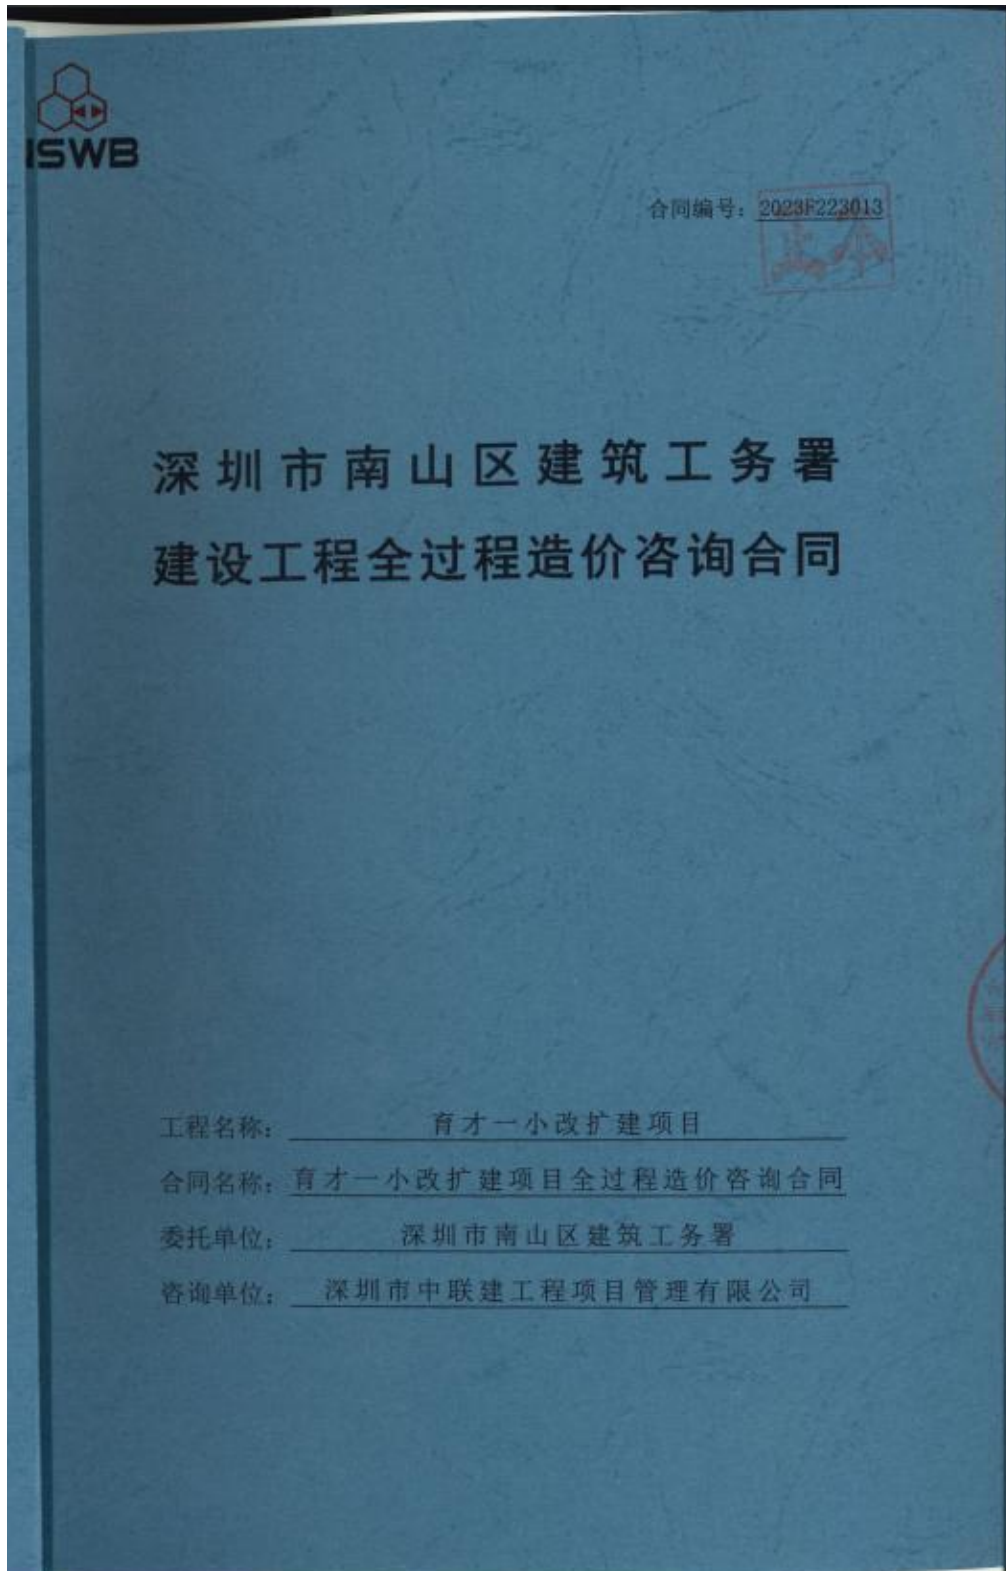 NSWB
合同编号：2023F223013
正本
深圳市南山区建筑工务署
建设工程全过程造价咨询合同
工程名称：育才一小改扩建项目
合同名称：育才一小改扩建项目全过程造价咨询合同
委托单位：深圳市南山区建筑工务署
咨询单位：深圳市中联建工程项目管理有限公司